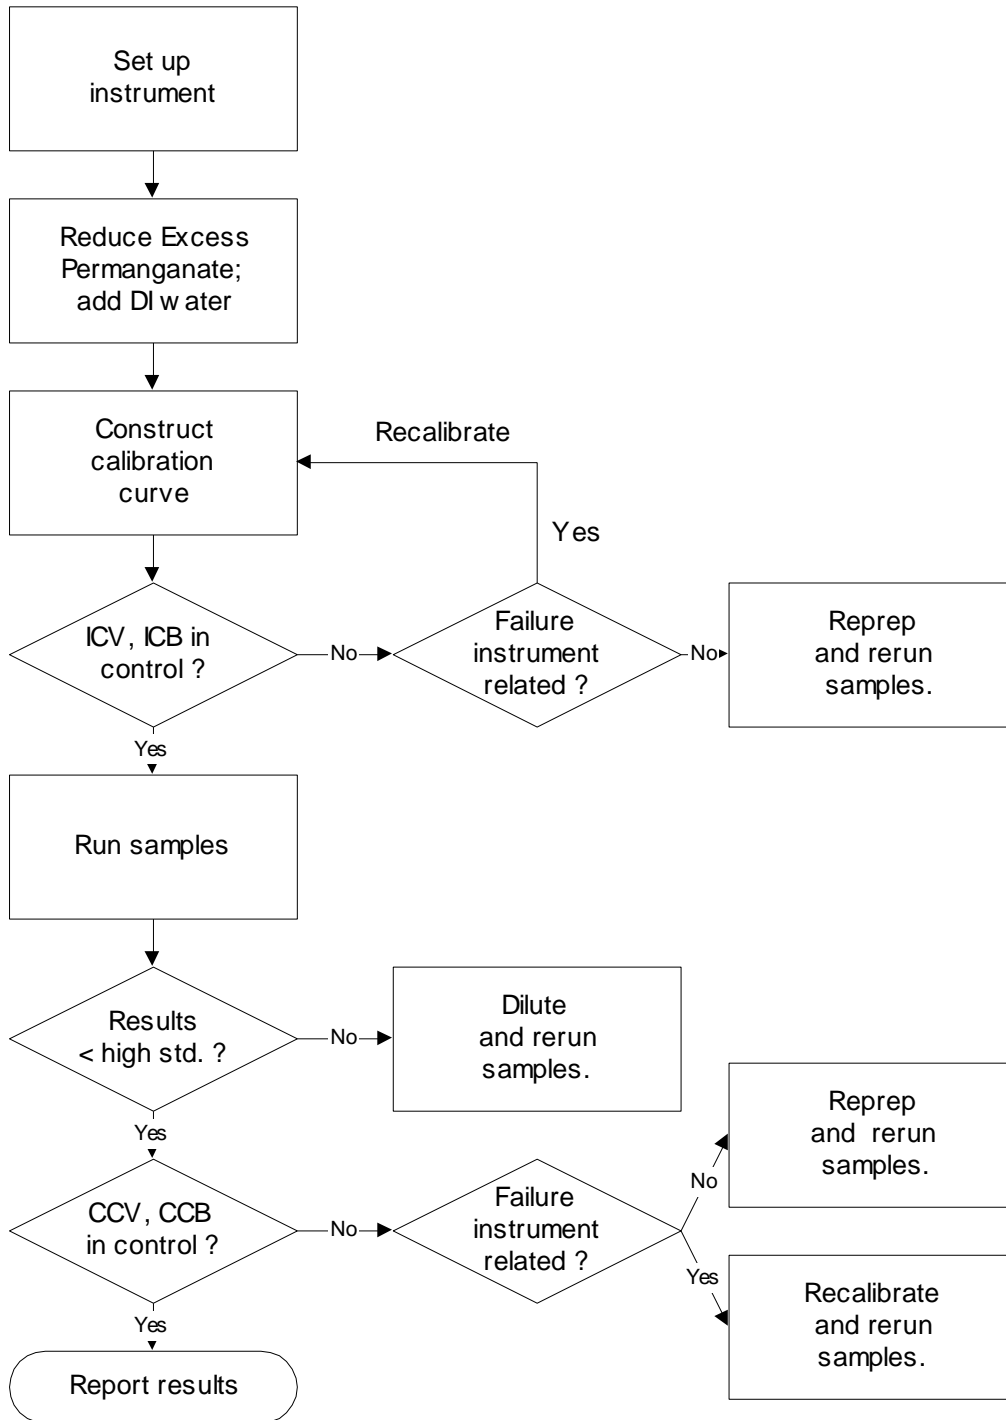 Set up
instrument
Reduce Excess
Permanganate;
add DI water
Construct
calibration
curve
Recalibrate
Yes
ICV, ICB in
control ?
No
Failure
instrument
related ?
No
Reprep
and rerun
samples.
Yes
Run samples
Results
< high std. ?
No
Dilute
and rerun
samples.
Yes
CCV, CCB
in control ?
No
Failure
instrument
related ?
No
Reprep
and rerun
samples.
Yes
Recalibrate
and rerun
samples.
Yes
Report results